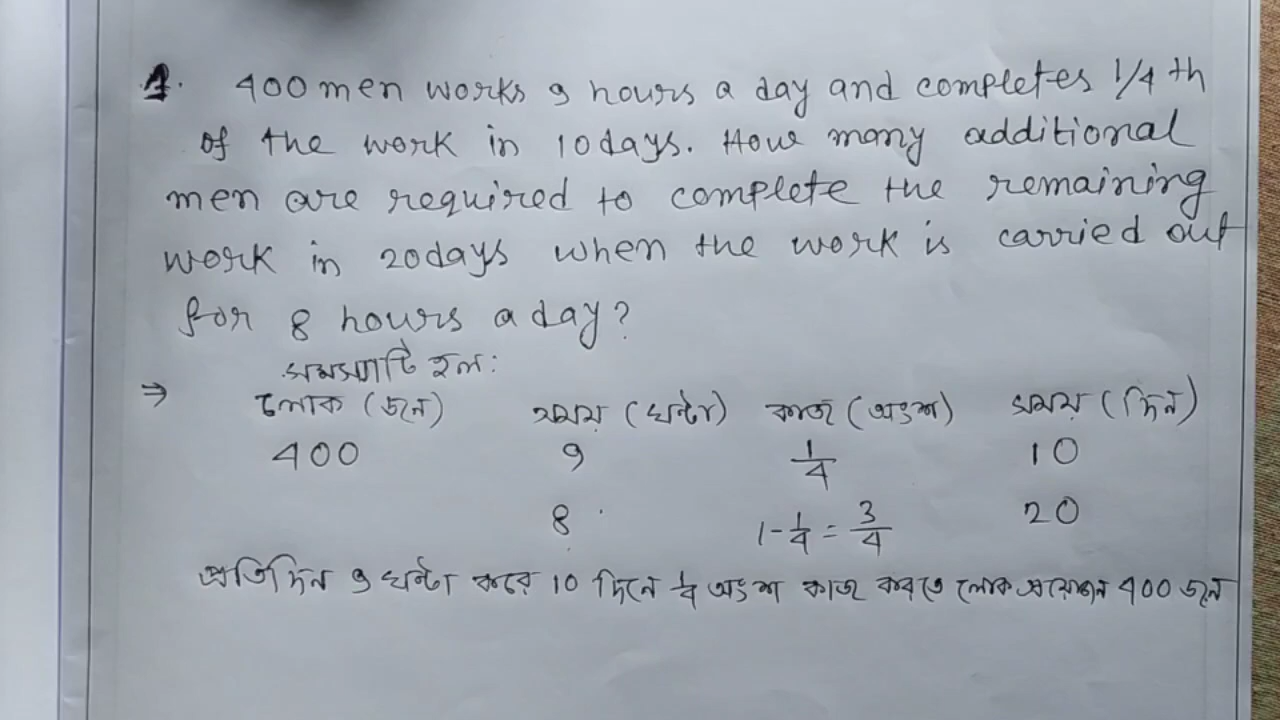 1. 400 men works 9 hours a day and completes 1/4 th
of the work in 10 days. How many additional
men are required to complete the remaining
work in 20 days when the work is carried out
for 8 hours a day?
সমস্যাটি হল:
⇒ লোক (জন) সময় (ঘন্টা) কাজ (অংশ) সময় (দিন)
400 9 1/4 10
8 1-1/4 = 3/4 20
প্রতিদিন 9 ঘন্টা করে 10 দিনে 1/4 অংশ কাজ করতে লোক প্রয়োজন 400 জন